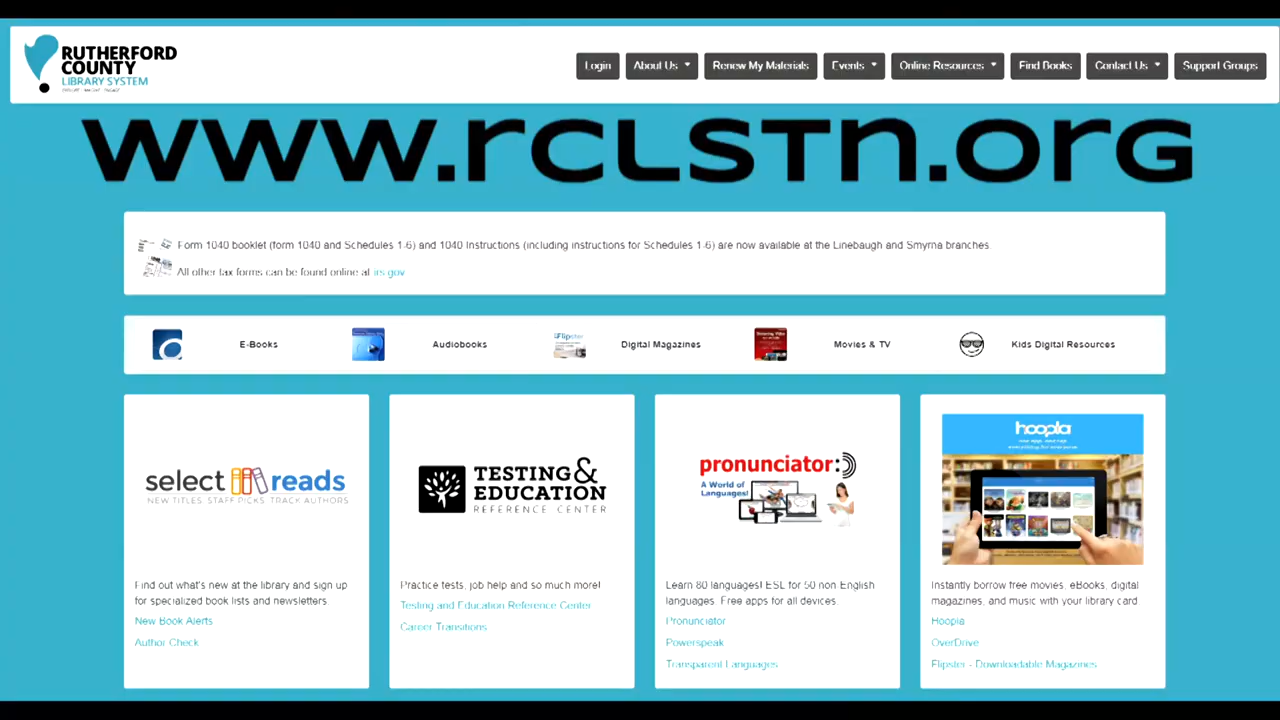 RUTHERFORD
COUNTY
LIBRARY SYSTEM
Login
About Us
Renew My Materials
Events
Online Resources
Find Books
Contact Us
Support Groups
www.rclstn.org
Form 1040 booklet (form 1040 and Schedules 1-6) and 1040 Instructions (including instructions for Schedules 1-6) are now available at the Linebaugh and Smyrna branches
All other tax forms can be found online at irs.gov
E-Books
Audiobooks
Flipster
Digital Magazines
Movies & TV
Kids Digital Resources
select reads
NEW TITLES STAFF PICKS TRACK AUTHORS
TESTING &
EDUCATION
REFERENCE CENTER
pronunciator:))
A World of
Languages!
hoopla
Find out what's new at the library and sign up
for specialized book lists and newsletters.
New Book Alerts
Author Check
Practice tests, job help and so much more!
Testing and Education Reference Center
Career Transitions
Learn 80 languages! ESL for 50 non English
languages. Free apps for all devices.
Pronunciator
Powerspeak
Transparent Languages
Instantly borrow free movies, eBooks, digital
magazines, and music with your library card
Hoopla
OverDrive
Flipster - Downloadable Magazines